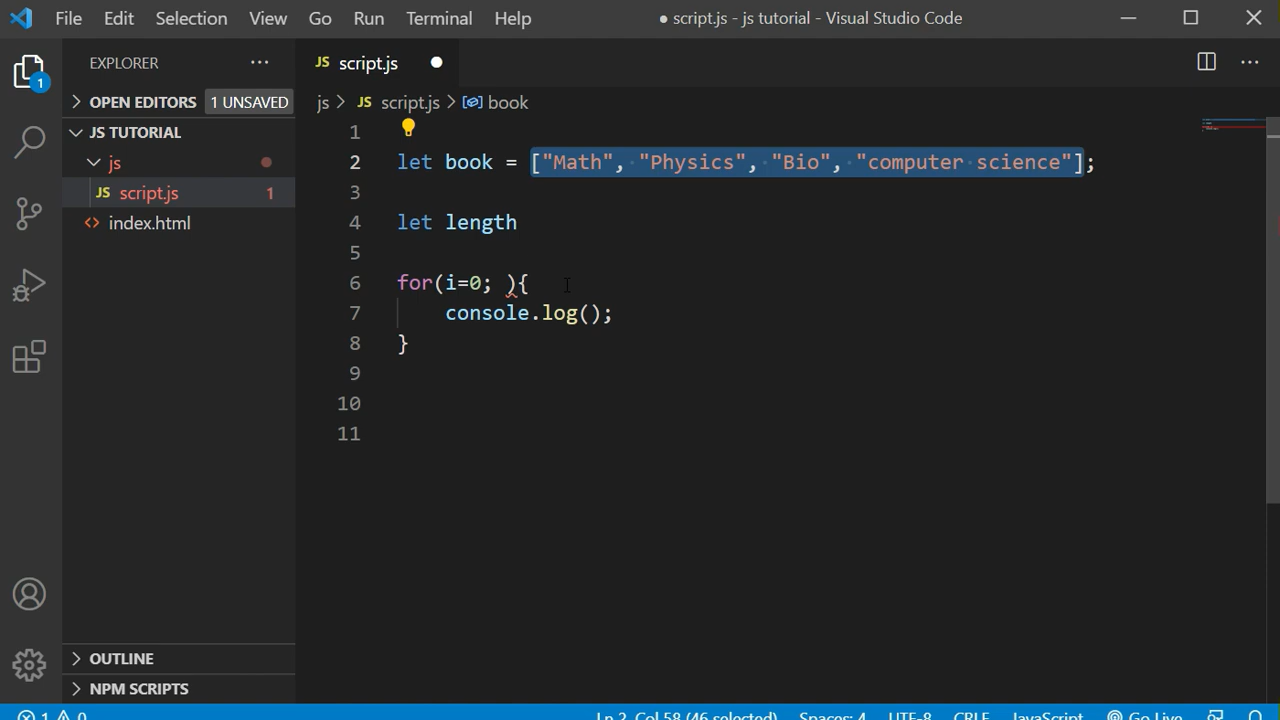 File Edit Selection View Go Run Terminal Help ● script.js - js tutorial - Visual Studio Code
EXPLORER ··· JS script.js ●
OPEN EDITORS 1 UNSAVED
js > JS script.js > book
JS TUTORIAL
js
JS script.js 1
index.html
1
1
2 let book = ["Math", "Physics", "Bio", "computer science"];
3
4 let length
5
6 for(i=0; ){
7 console.log();
8 }
9
10
11
OUTLINE
NPM SCRIPTS
1 0 Ln 2, Col 58 (46 selected) Spaces: 4 UTF-8 CRLF JavaScript Go Live